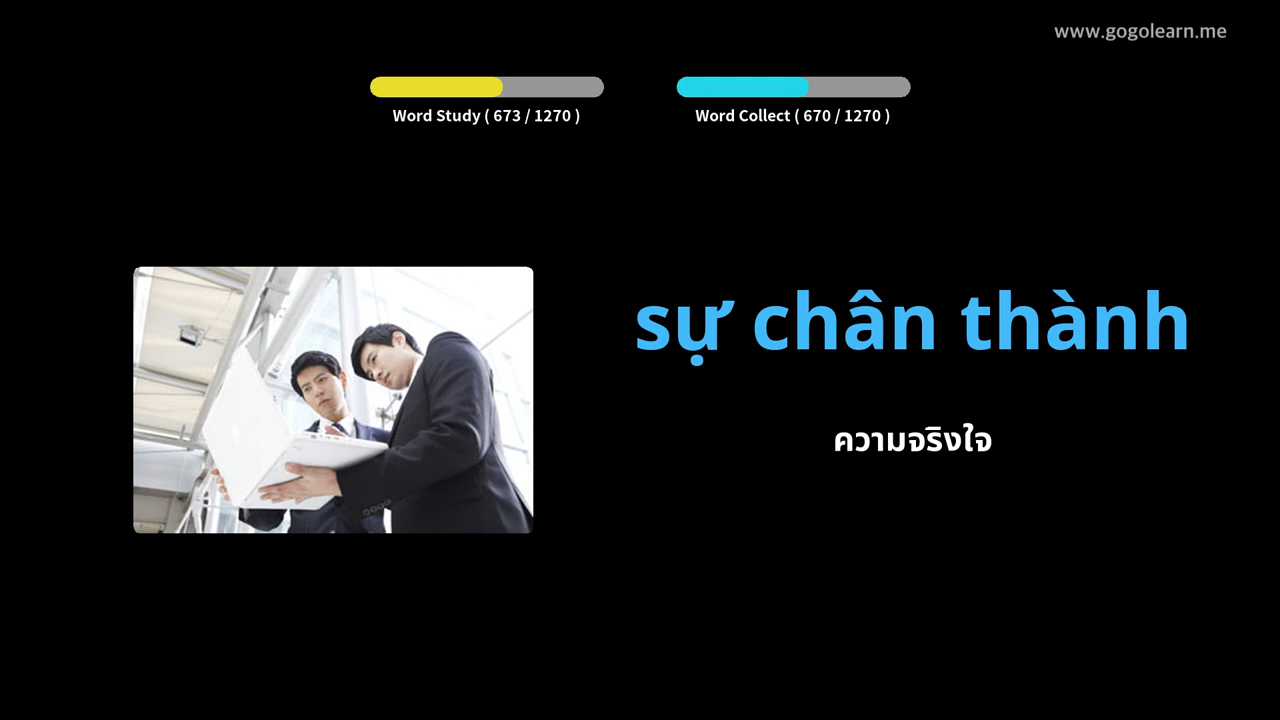 www.gogolearn.me
Word Study ( 673 / 1270 )
Word Collect ( 670 / 1270 )
sự chân thành
ความจริงใจ